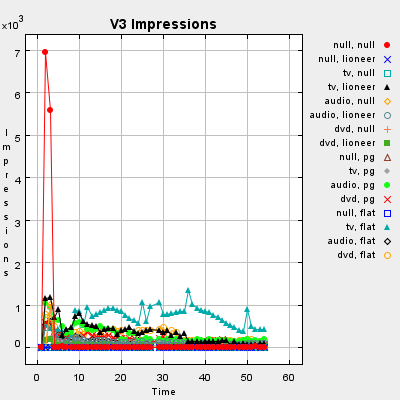 V3 Impressions
x10³
7
6
5
4
3
2
1
0
Impressions
0 10 20 30 40 50 60
Time
null, null
null, lioneer
tv, null
tv, lioneer
audio, null
audio, lioneer
dvd, null
dvd, lioneer
null, pg
tv, pg
audio, pg
dvd, pg
null, flat
tv, flat
audio, flat
dvd, flat